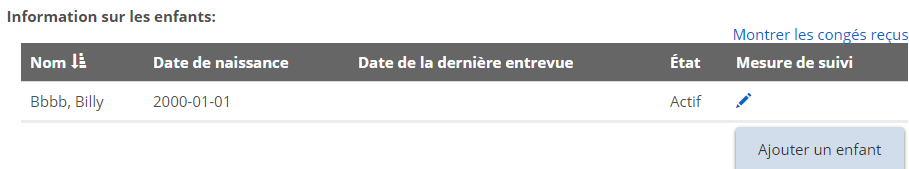 Information sur les enfants:
Montrer les congés reçus
Nom Date de naissance Date de la dernière entrevue État Mesure de suivi
Bbbb, Billy 2000-01-01 Actif
Ajouter un enfant